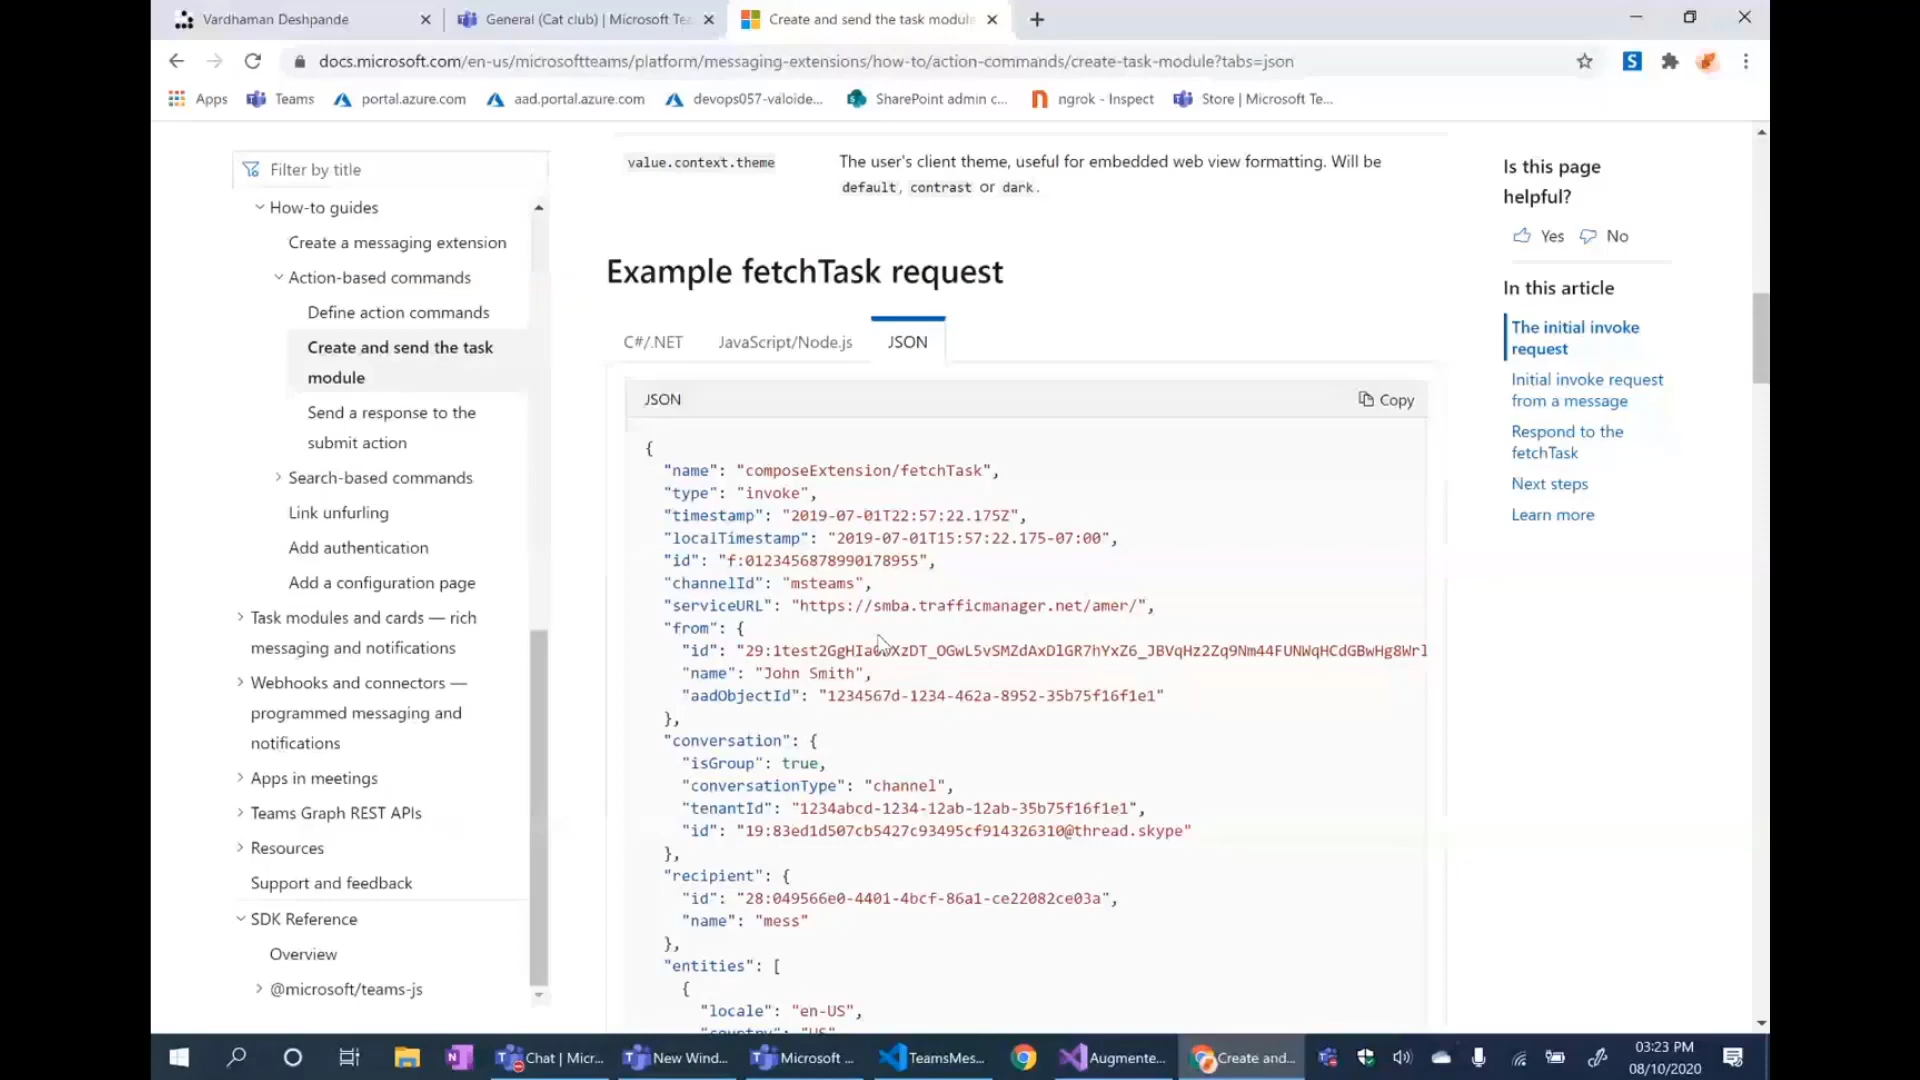 Vardhaman Deshpande
General (Cat club) | Microsoft Te
Create and send the task module
docs.microsoft.com/en-us/microsoftteams/platform/messaging-extensions/how-to/action-commands/create-task-module?tabs=json
Apps
Teams
portal.azure.com
aad.portal.azure.com
devops057-valoide...
SharePoint admin c...
ngrok - Inspect
Store | Microsoft Te...
Filter by title
How-to guides
Create a messaging extension
Action-based commands
Define action commands
Create and send the task
module
Send a response to the
submit action
Search-based commands
Link unfurling
Add authentication
Add a configuration page
Task modules and cards — rich
messaging and notifications
Webhooks and connectors —
programmed messaging and
notifications
Apps in meetings
Teams Graph REST APIs
Resources
Support and feedback
SDK Reference
Overview
@microsoft/teams-js
value.context.theme
The user's client theme, useful for embedded web view formatting. Will be
default, contrast or dark.
Example fetchTask request
C#/.NET
JavaScript/Node.js
JSON
JSON
Copy
{
"name": "composeExtension/fetchTask",
"type": "invoke",
"timestamp": "2019-07-01T22:57:22.175Z",
"localTimestamp": "2019-07-01T15:57:22.175-07:00",
"id": "f:0123456878990178955",
"channelId": "msteams",
"serviceURL": "https://smba.trafficmanager.net/amer/",
"from": {
"id":
"name": "John Smith",
"aadObjectId": "1234567d-1234-462a-8952-35b75f16f1e1"
},
"conversation": {
"isGroup": true,
"conversationType": "channel",
"tenantId": "1234abcd-1234-12ab-12ab-35b75f16f1e1",
"id": "19:83ed1d507cb5427c93495cf914326310@thread.skype"
},
"recipient": {
"id": "28:049566e0-4401-4bcf-86a1-ce22082ce03a",
"name": "mess"
},
"entities": [
{
"locale": "en-US",
"country": "US"
Is this page
helpful?
Yes
No
In this article
The initial invoke
request
Initial invoke request
from a message
Respond to the
fetchTask
Next steps
Learn more
Chat | Micr...
New Wind...
Microsoft ...
TeamsMes...
Augmente...
Create and...
03:23 PM
08/10/2020